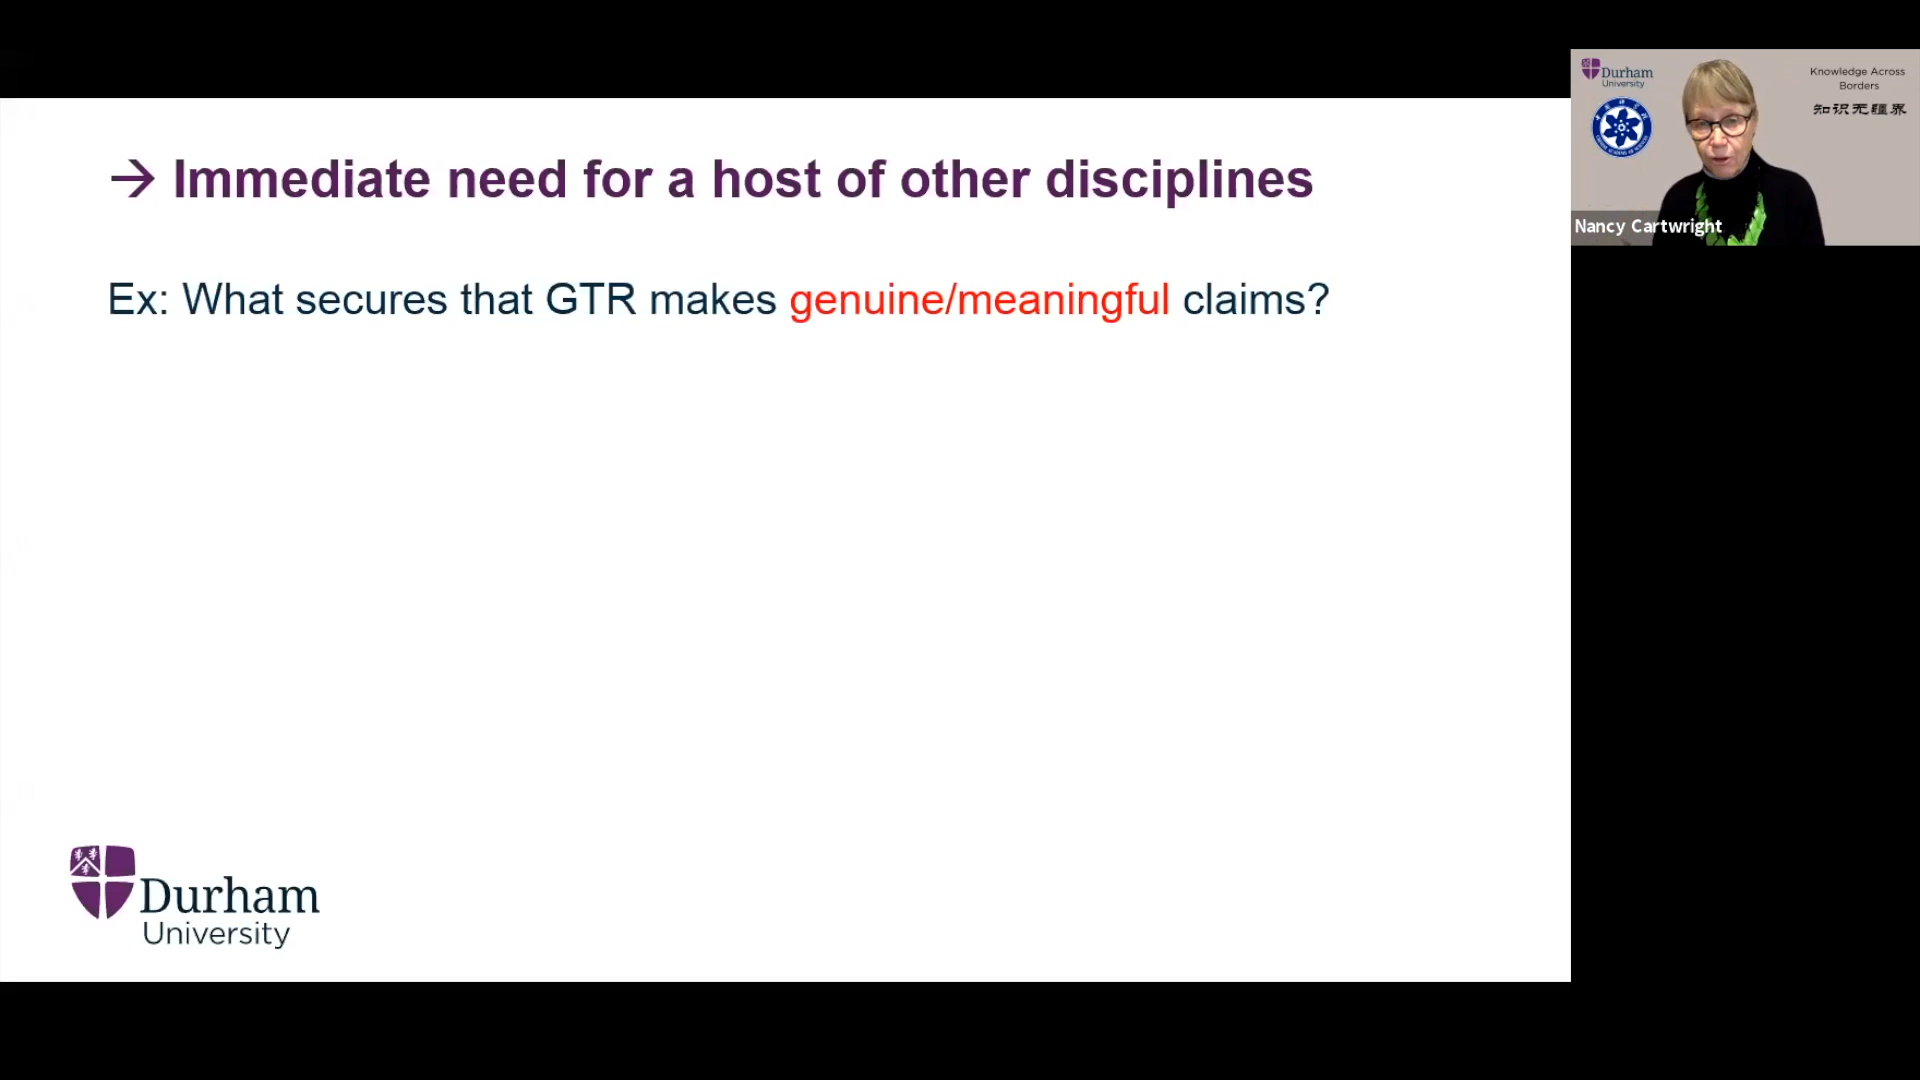 → Immediate need for a host of other disciplines
Ex: What secures that GTR makes genuine/meaningful claims?
Durham
University
Durham
University
Knowledge Across
Borders
知识无疆界
Nancy Cartwright